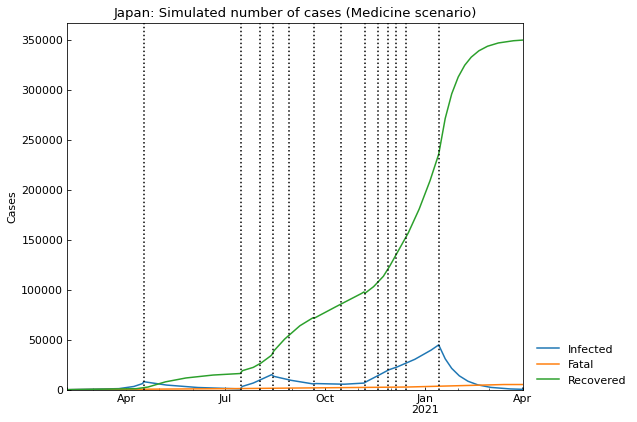 Japan: Simulated number of cases (Medicine scenario)
350000
300000
250000
200000
150000
100000
50000
0
Cases
Apr
Jul
Oct
Jan
2021
Apr
Infected
Fatal
Recovered